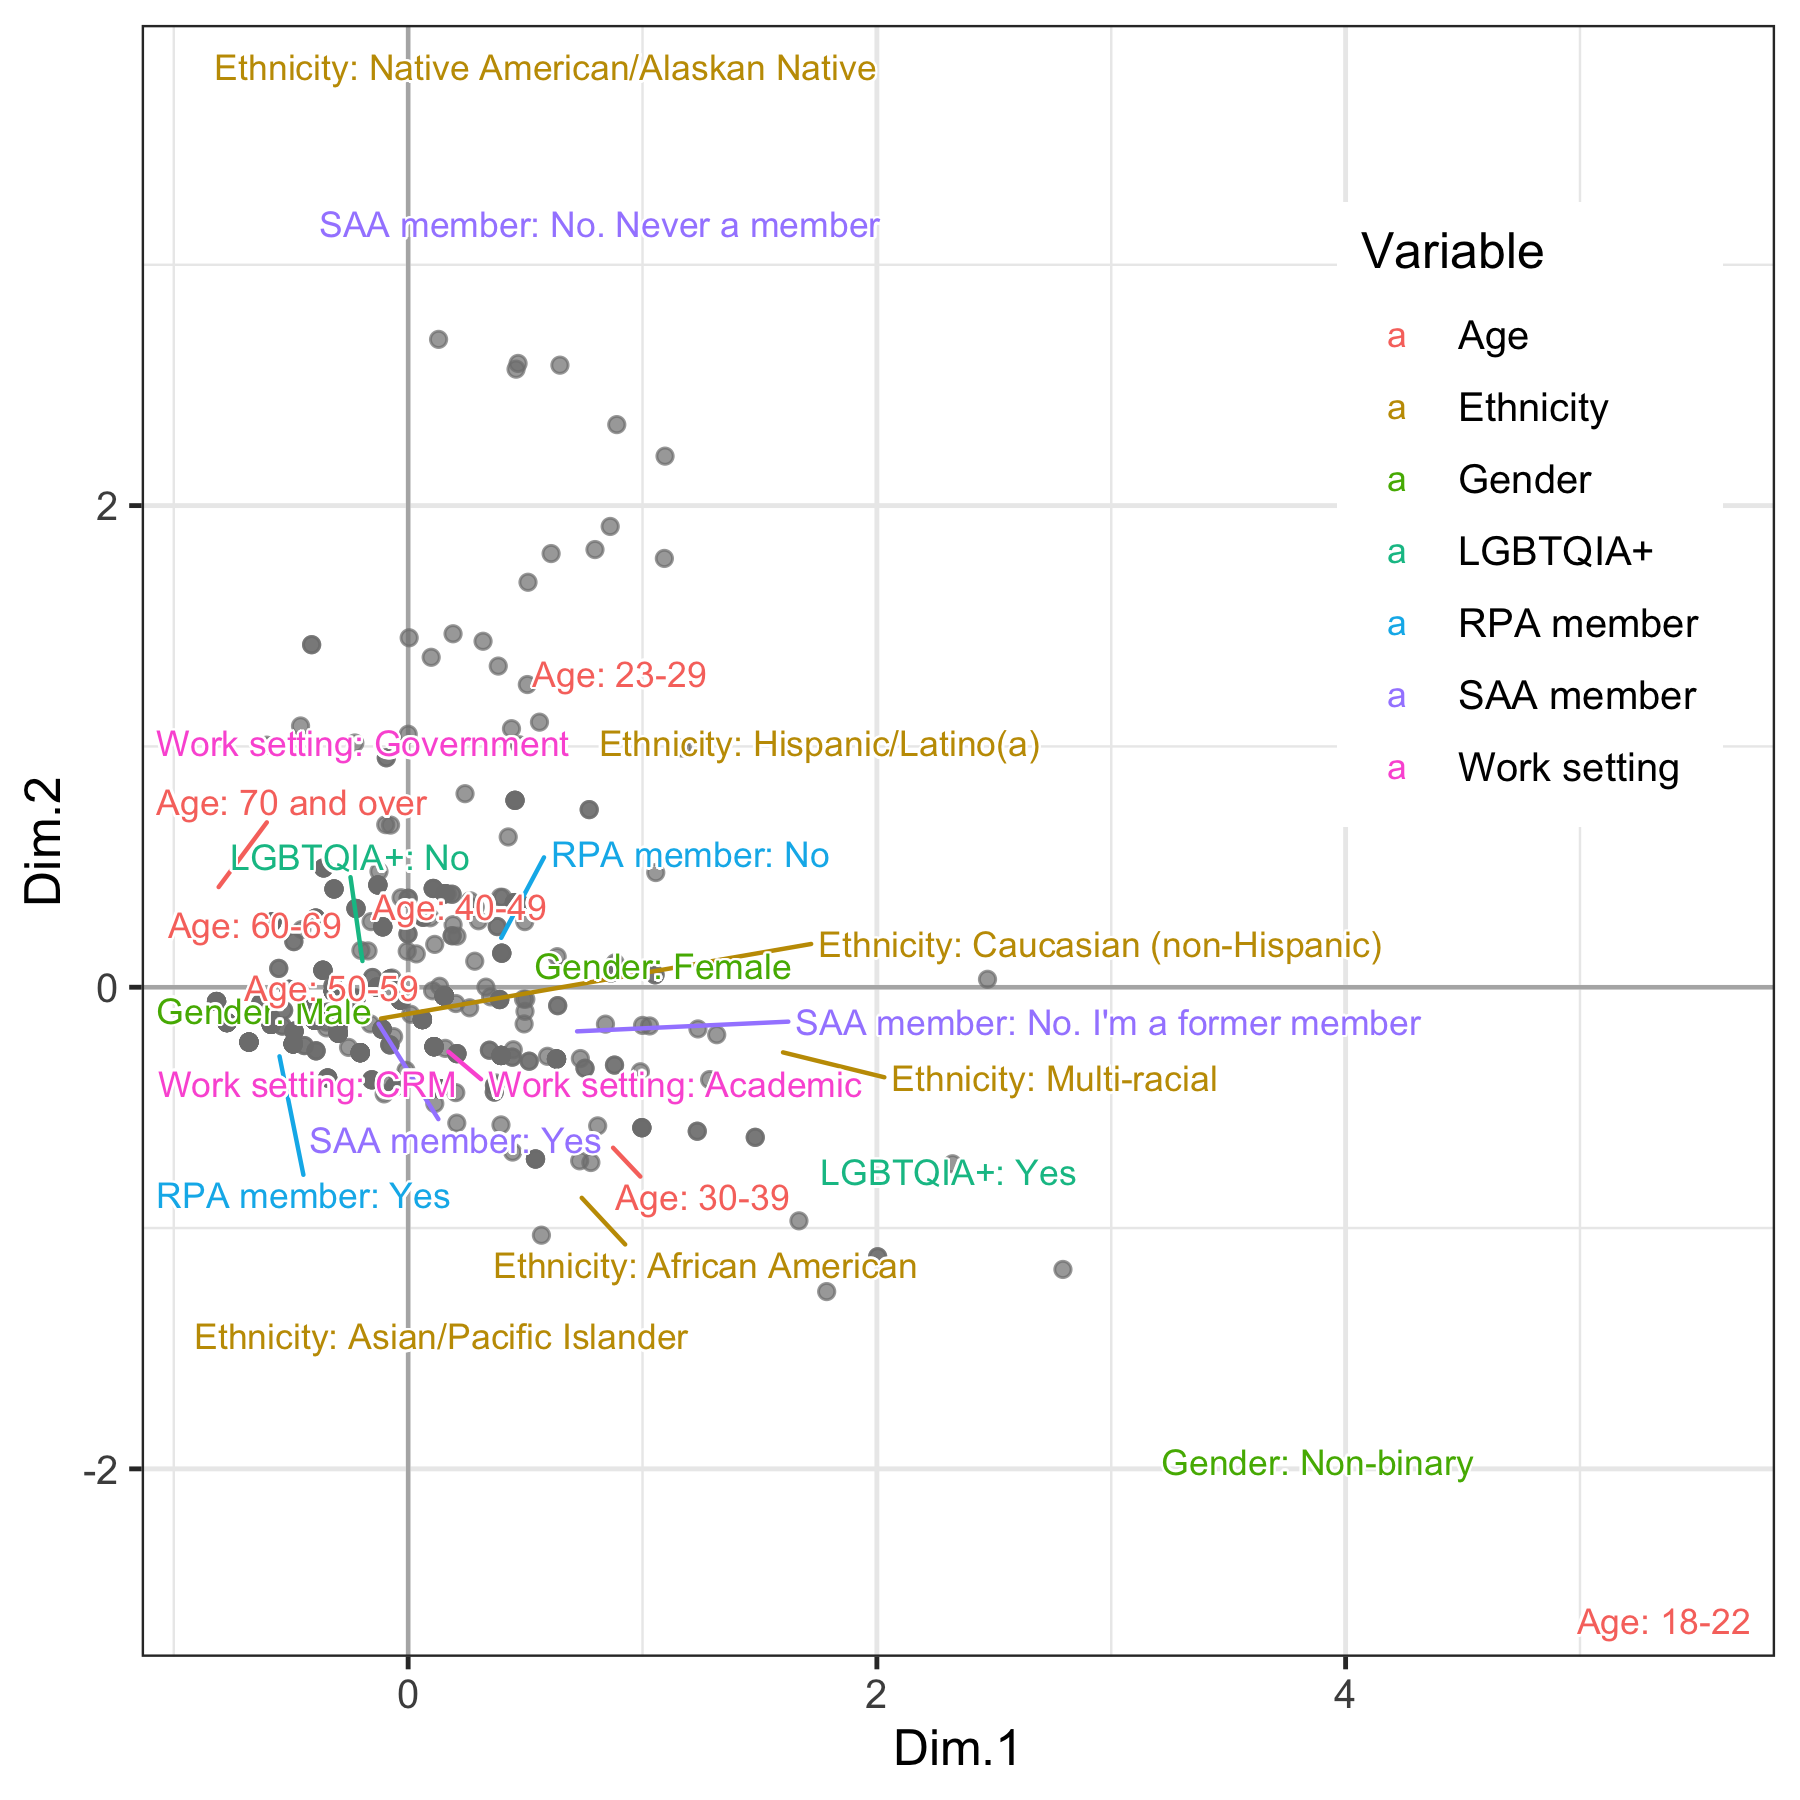 Ethnicity: Native American/Alaskan Native
SAA member: No. Never a member
Variable
a Age
a Ethnicity
a Gender
a LGBTQIA+
a RPA member
a SAA member
a Work setting
Age: 23-29
Work setting: Government
Ethnicity: Hispanic/Latino(a)
Age: 70 and over
LGBTQIA+: No
RPA member: No
Age: 40-49
Age: 60-69
Ethnicity: Caucasian (non-Hispanic)
Gender: Female
Age: 50-59
Gender: Male
SAA member: No. I'm a former member
Work setting: CRM
Work setting: Academic
Ethnicity: Multi-racial
SAA member: Yes
LGBTQIA+: Yes
RPA member: Yes
Age: 30-39
Ethnicity: African American
Ethnicity: Asian/Pacific Islander
Gender: Non-binary
Age: 18-22
2
0
-2
Dim.2
0
2
4
Dim.1